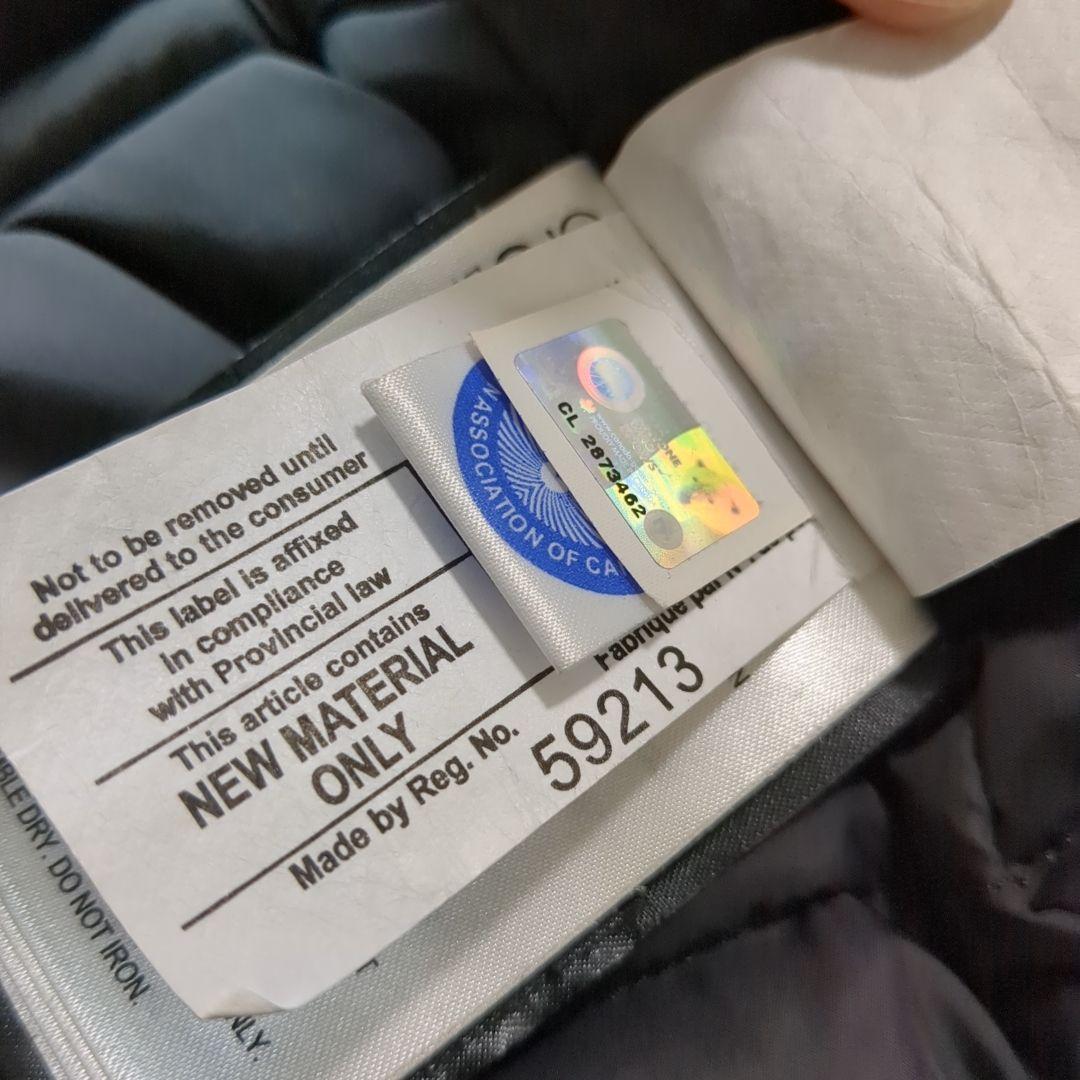 Not to be removed until
delivered to the consumer
This label is affixed
in compliance
with Provincial law
This article contains
NEW MATERIAL
ONLY
Made by Reg. No.
Fabriqué par N
59213
ASSOCIATION OF CA
CL 2873462
DRY. DO NOT IRON.
NLY.